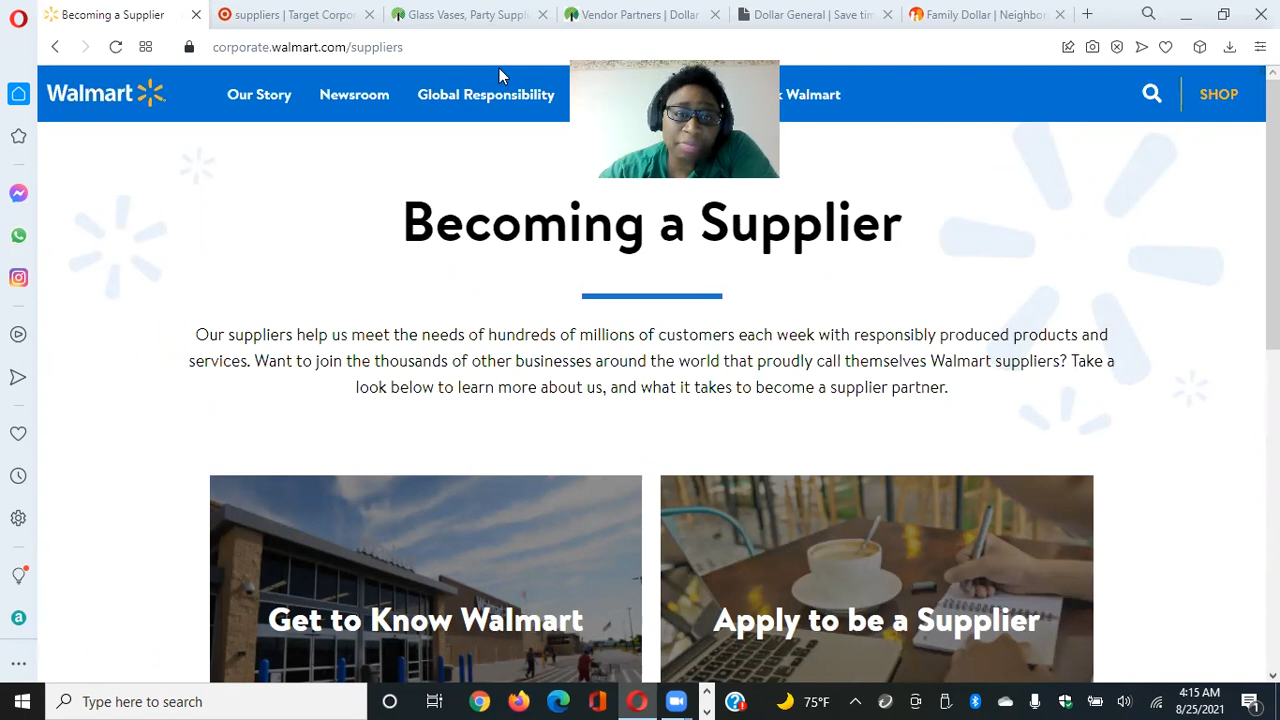 Becoming a Supplier
suppliers | Target Corpor
Glass Vases, Party Suppli
Vendor Partners | Dollar
Dollar General | Save tim
Family Dollar | Neighbor
corporate.walmart.com/suppliers
Walmart
Our Story
Newsroom
Global Responsibility
k Walmart
SHOP
Becoming a Supplier
Our suppliers help us meet the needs of hundreds of millions of customers each week with responsibly produced products and
services. Want to join the thousands of other businesses around the world that proudly call themselves Walmart suppliers? Take a
look below to learn more about us, and what it takes to become a supplier partner.
Get to Know Walmart
Apply to be a Supplier
Type here to search
75°F
4:15 AM
8/25/2021